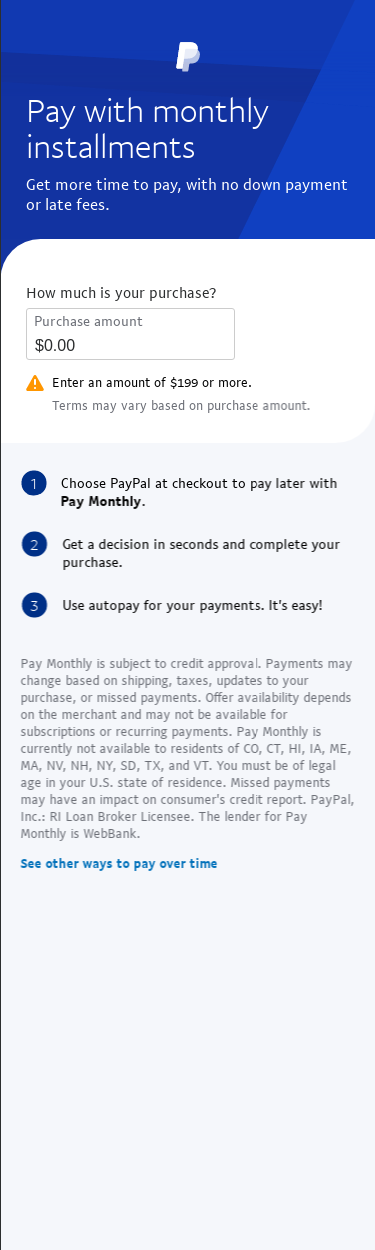 Pay with monthly
installments
Get more time to pay, with no down payment
or late fees.
How much is your purchase?
Purchase amount
$0.00
Enter an amount of $199 or more.
Terms may vary based on purchase amount.
1 Choose PayPal at checkout to pay later with
Pay Monthly.
2 Get a decision in seconds and complete your
purchase.
3 Use autopay for your payments. It's easy!
Pay Monthly is subject to credit approval. Payments may
change based on shipping, taxes, updates to your
purchase, or missed payments. Offer availability depends
on the merchant and may not be available for
subscriptions or recurring payments. Pay Monthly is
currently not available to residents of CO, CT, HI, IA, ME,
MA, NV, NH, NY, SD, TX, and VT. You must be of legal
age in your U.S. state of residence. Missed payments
may have an impact on consumer's credit report. PayPal,
Inc.: RI Loan Broker Licensee. The lender for Pay
Monthly is WebBank.
See other ways to pay over time